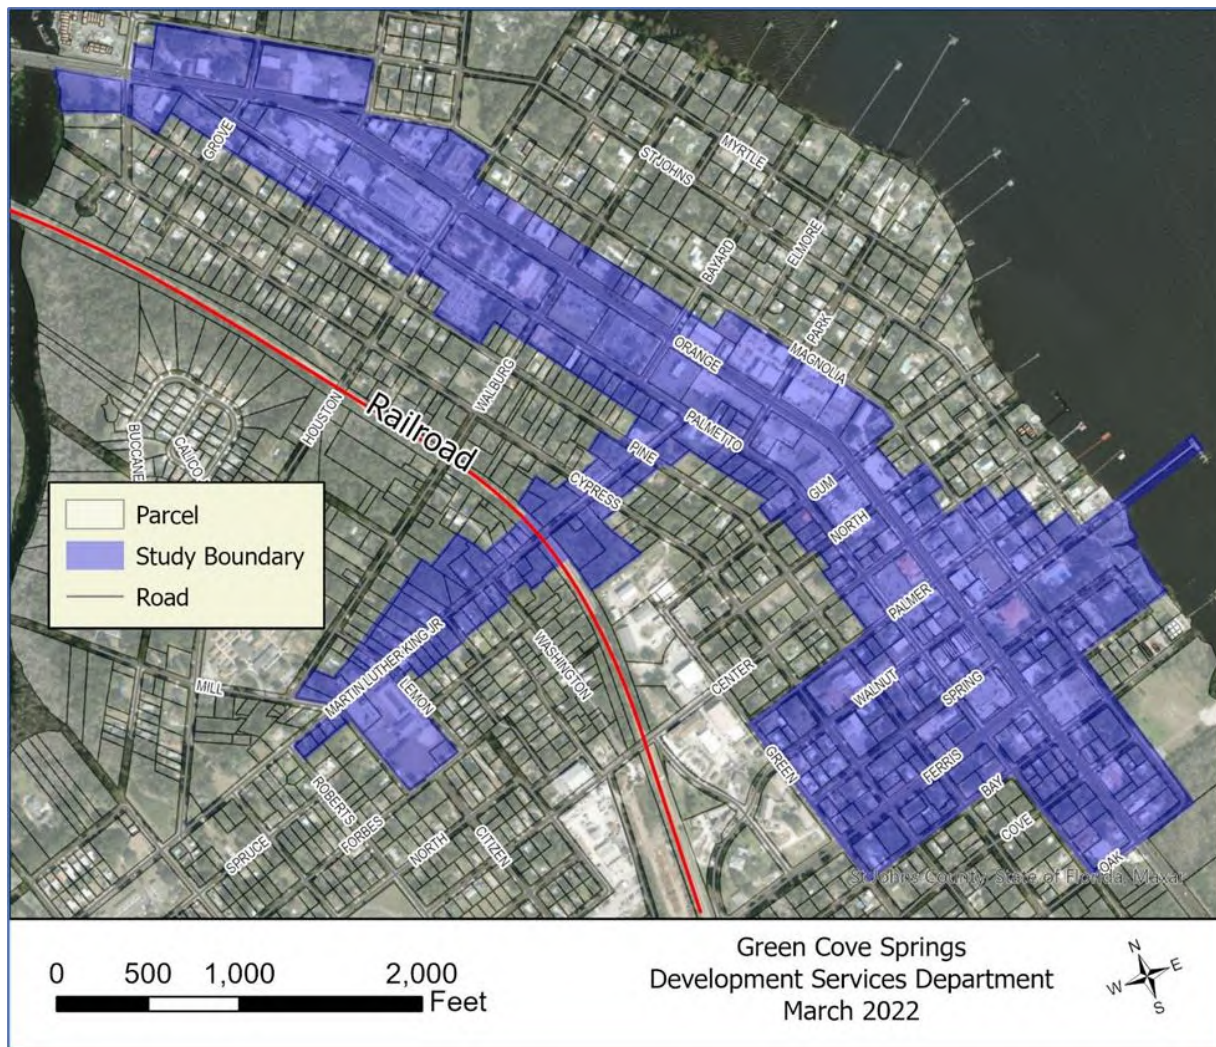 MYRTLE
ST JOHNS
GROVE
ELMORE
BAYARD
PARK
MAGNOLIA
ORANGE
WALBURG
HOUSTON
Railroad
PALMETTO
PINE
CYPRESS
BUCCANE
CALICO
GUM
NORTH
Parcel
Study Boundary
Road
PALMER
WASHINGTON
CENTER
WALNUT
SPRING
MARTIN LUTHER KING JR
LEMON
MILL
GREEN
FERRIS
BAY
COVE
OAK
ROBERTS
FORBES
SPRUCE
NORTH
CITIZEN
St Johns County, State of Florida, Maxar
0 500 1,000 2,000
Feet
Green Cove Springs
Development Services Department
March 2022
N
W E
S